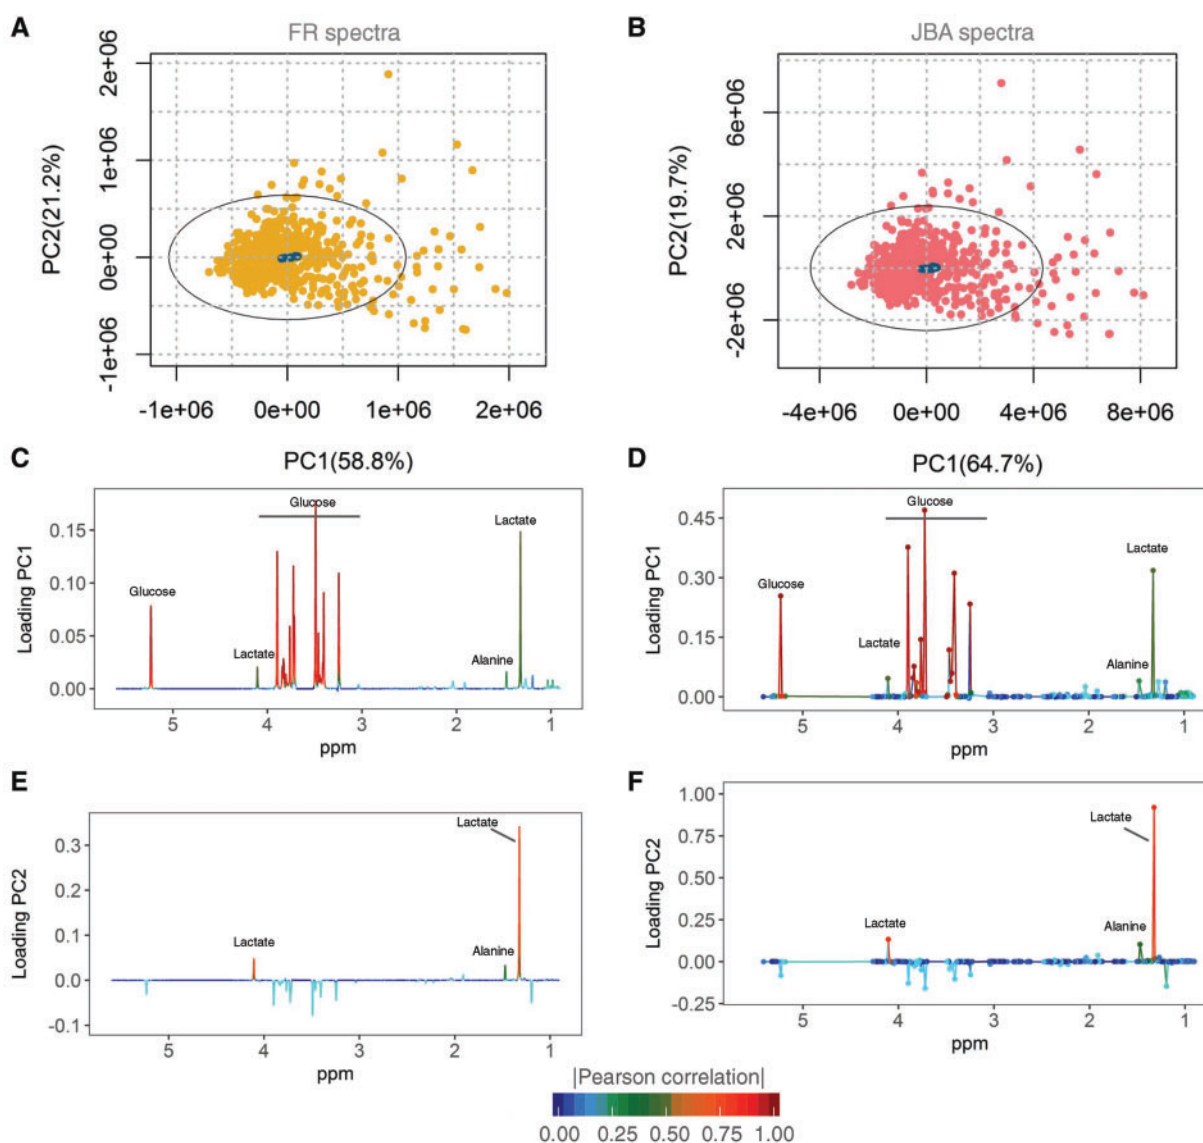 A
FR spectra
PC2(21.2%)
2e+06
1e+06
0e+00
-1e+06
-1e+06 0e+00 1e+06 2e+06
PC1(58.8%)
B
JBA spectra
PC2(19.7%)
6e+06
2e+06
-2e+06
-4e+06 0e+00 4e+06 8e+06
PC1(64.7%)
C
Loading PC1
0.15
0.10
0.05
0.00
Glucose
Glucose
Lactate
Lactate
Alanine
5 4 3 2 1
ppm
D
Loading PC1
0.45
0.30
0.15
0.00
Glucose
Glucose
Lactate
Lactate
Alanine
5 4 3 2 1
ppm
E
Loading PC2
0.3
0.2
0.1
0.0
-0.1
Lactate
Lactate
Alanine
5 4 3 2 1
ppm
F
Loading PC2
1.00
0.75
0.50
0.25
0.00
-0.25
Lactate
Lactate
Alanine
5 4 3 2 1
ppm
|Pearson correlation|
0.00 0.25 0.50 0.75 1.00